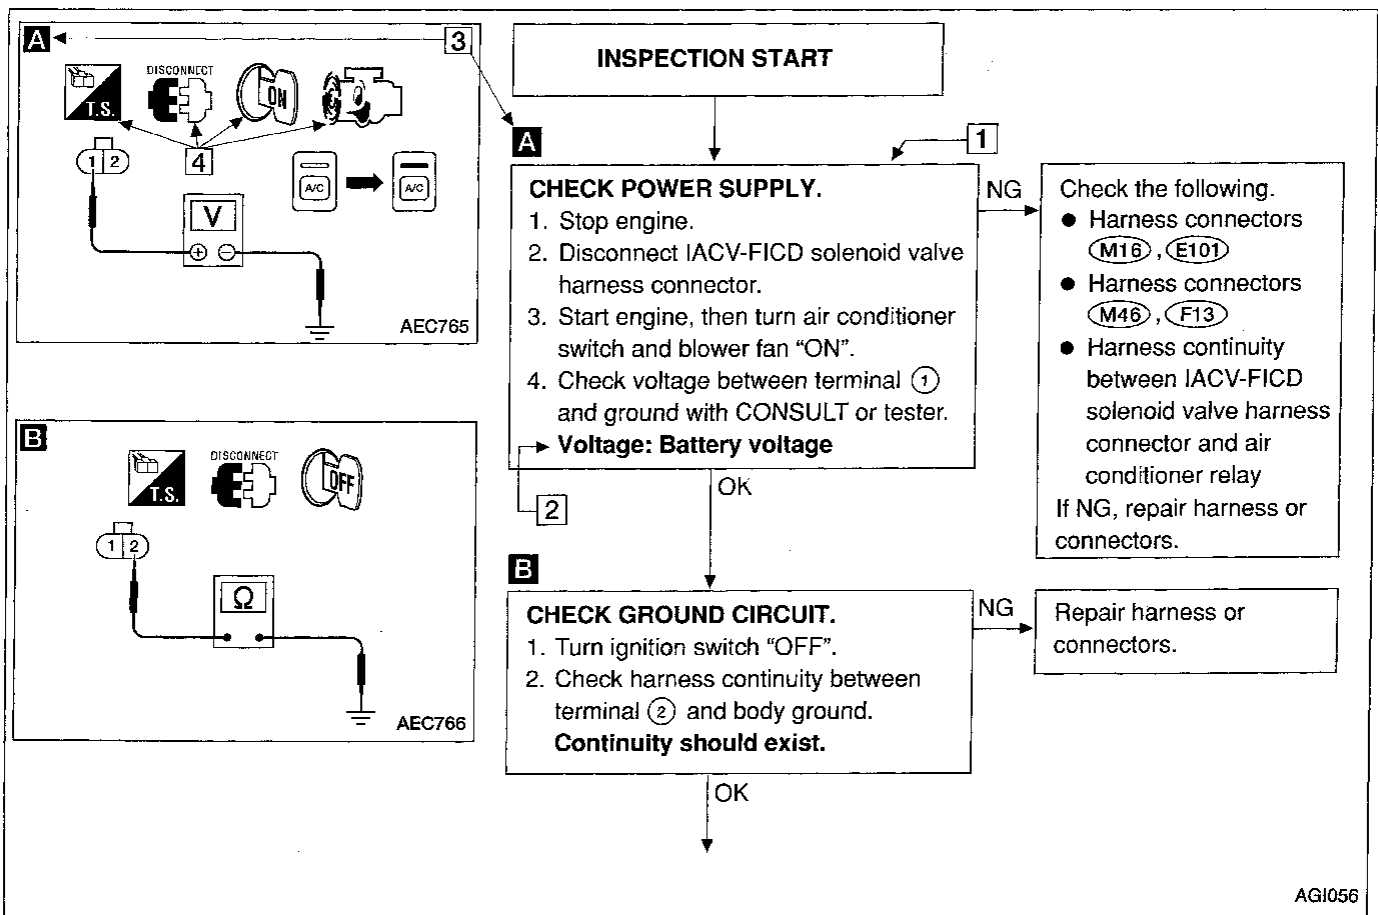 A
3
DISCONNECT
T.S.
ON
1 2
4
A/C
A/C
V
+ −
AEC765
B
DISCONNECT
T.S.
OFF
1 2
Ω
AEC766
INSPECTION START
A
1
CHECK POWER SUPPLY.
1. Stop engine.
2. Disconnect IACV-FICD solenoid valve
harness connector.
3. Start engine, then turn air conditioner
switch and blower fan “ON”.
4. Check voltage between terminal ①
and ground with CONSULT or tester.
Voltage: Battery voltage
2
NG
Check the following.
● Harness connectors
M16, E101
● Harness connectors
M46, F13
● Harness continuity
between IACV-FICD
solenoid valve harness
connector and air
conditioner relay
If NG, repair harness or
connectors.
OK
B
CHECK GROUND CIRCUIT.
1. Turn ignition switch “OFF”.
2. Check harness continuity between
terminal ② and body ground.
Continuity should exist.
NG
Repair harness or
connectors.
OK
AGI056